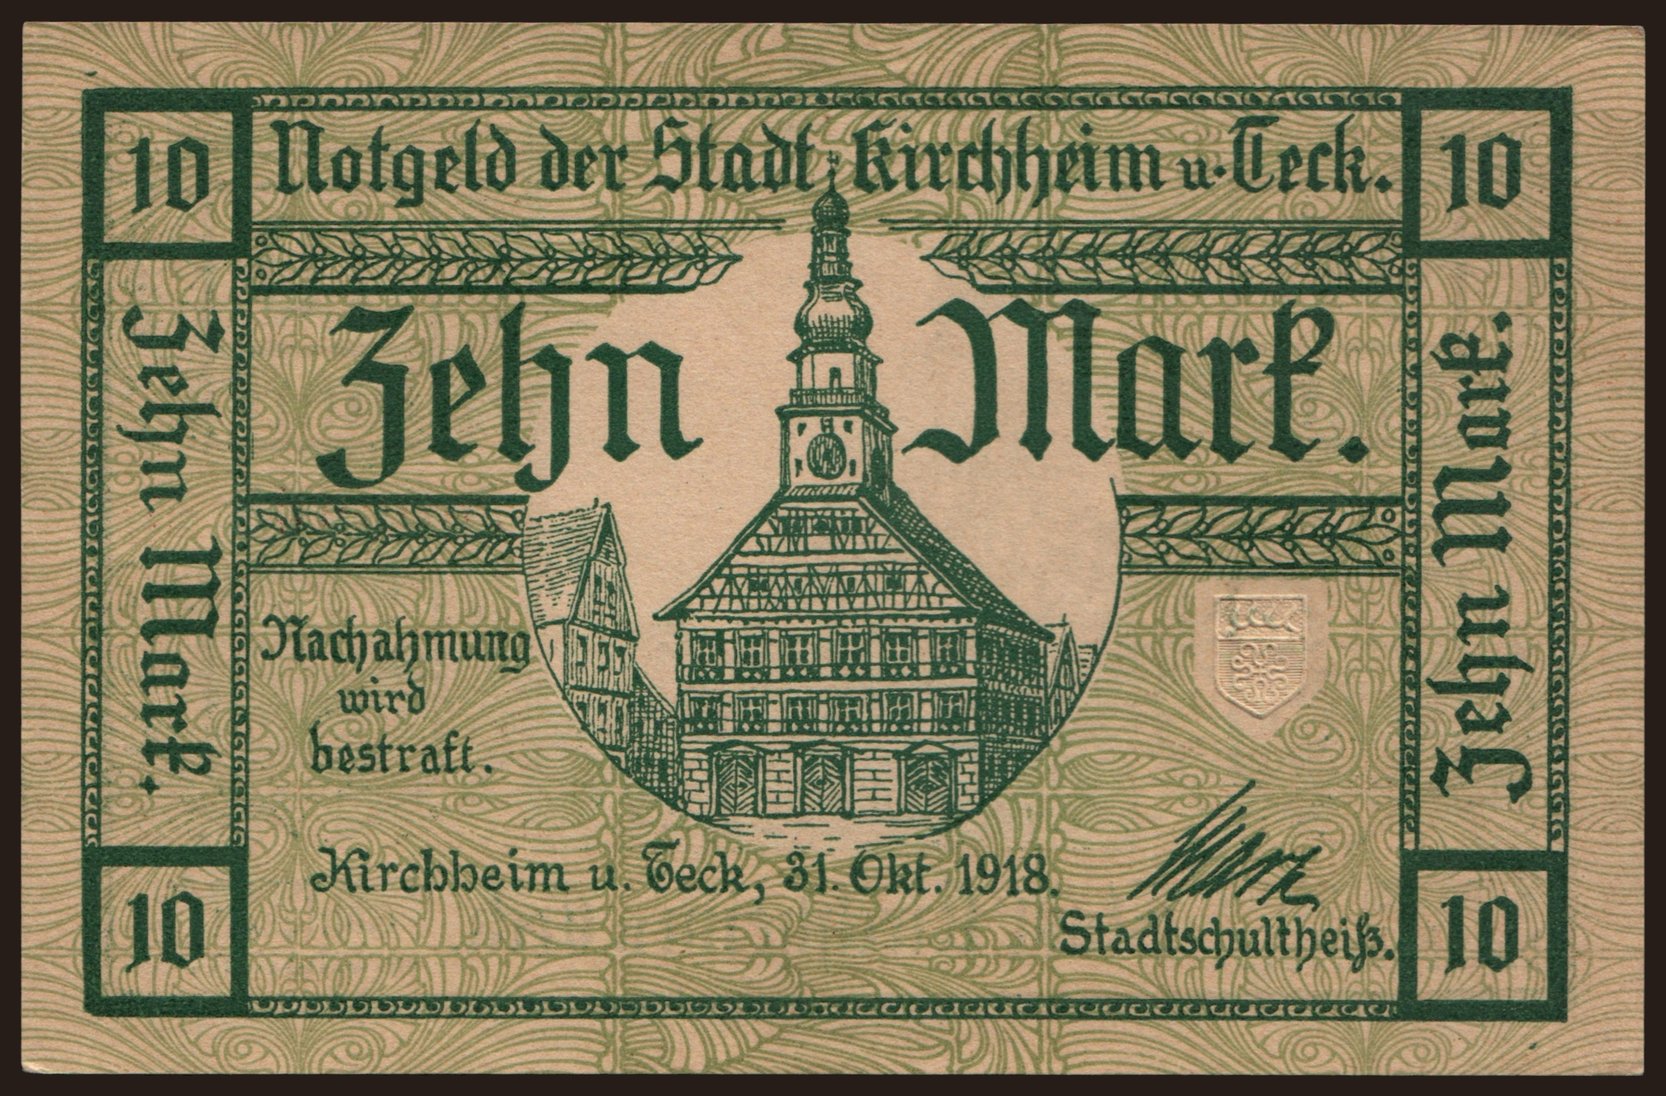 10
Notgeld der Stadt Kirchheim u. Teck.
10
Zehn Mark.
Zehn Mark.
Zehn Mark.
Nachahmung
wird
bestraft.
Kirchheim u. Teck, 31. Okt. 1918.
Stadtschultheiß.
10
10